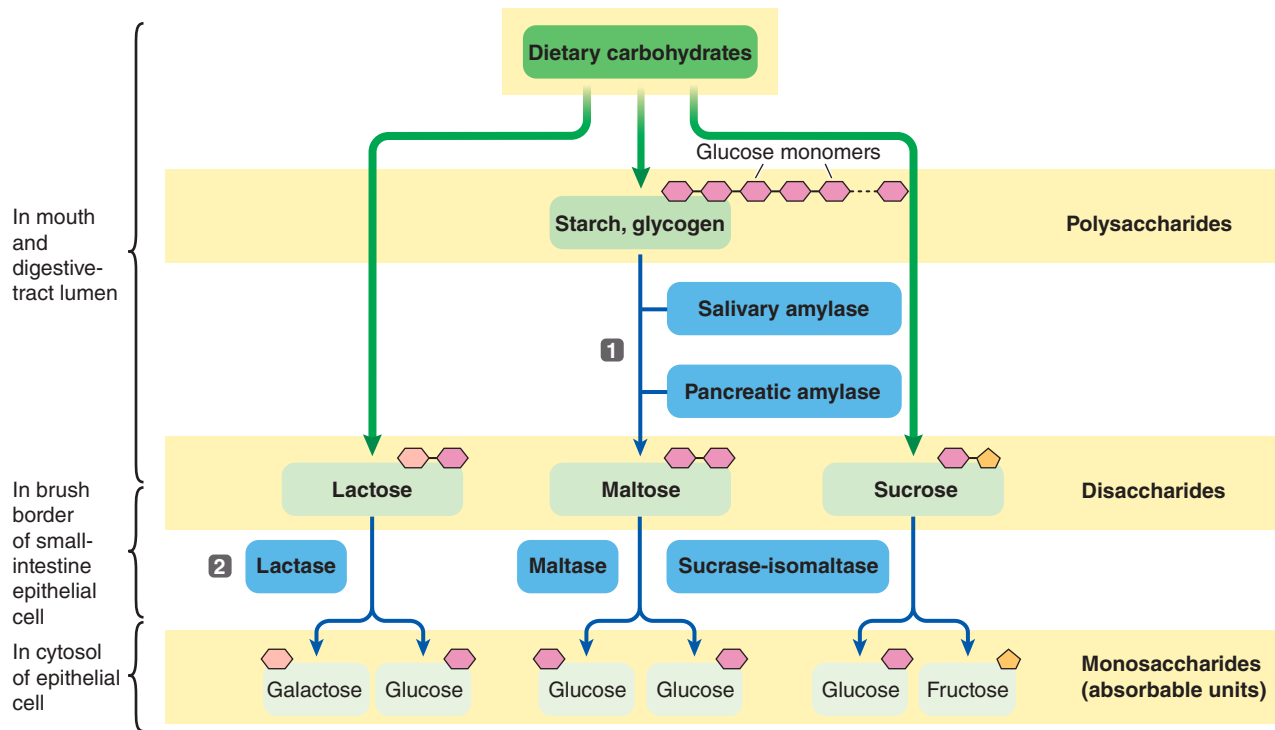 Dietary carbohydrates
Glucose monomers
In mouth
and
digestive-
tract lumen
Starch, glycogen
Polysaccharides
Salivary amylase
1
Pancreatic amylase
Lactose
Maltose
Sucrose
Disaccharides
In brush
border
of small-
intestine
epithelial
cell
2
Lactase
Maltase
Sucrase-isomaltase
In cytosol
of epithelial
cell
Galactose
Glucose
Glucose
Glucose
Glucose
Fructose
Monosaccharides
(absorbable units)